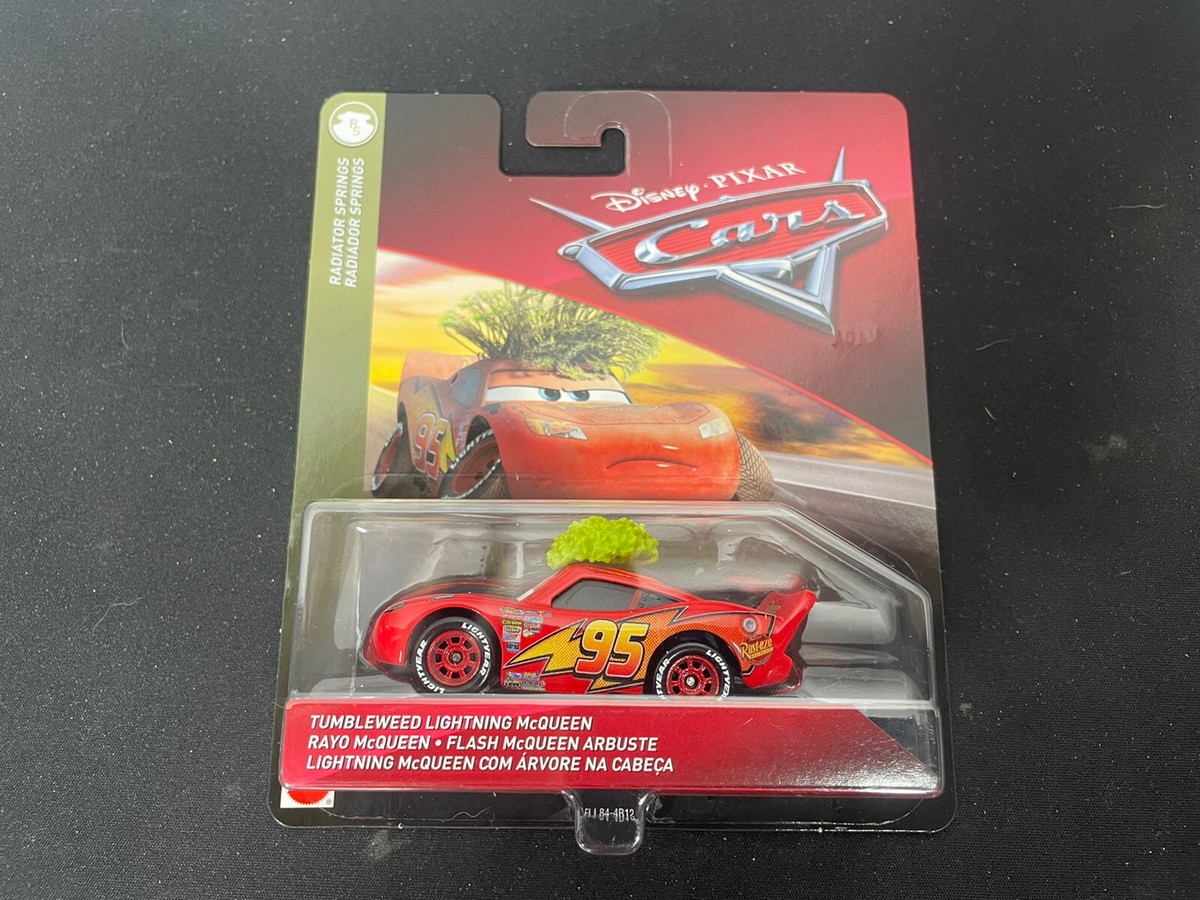 RS
RADIATOR SPRINGS
RADIADOR SPRINGS
DISNEY·PIXAR
Cars
95
LIGHTYEAR
LIGHTYEAR
95
Rust-eze
LIGHTYEAR
TUMBLEWEED LIGHTNING McQUEEN
RAYO McQUEEN • FLASH McQUEEN ARBUSTE
LIGHTNING McQUEEN COM ÁRVORE NA CABEÇA